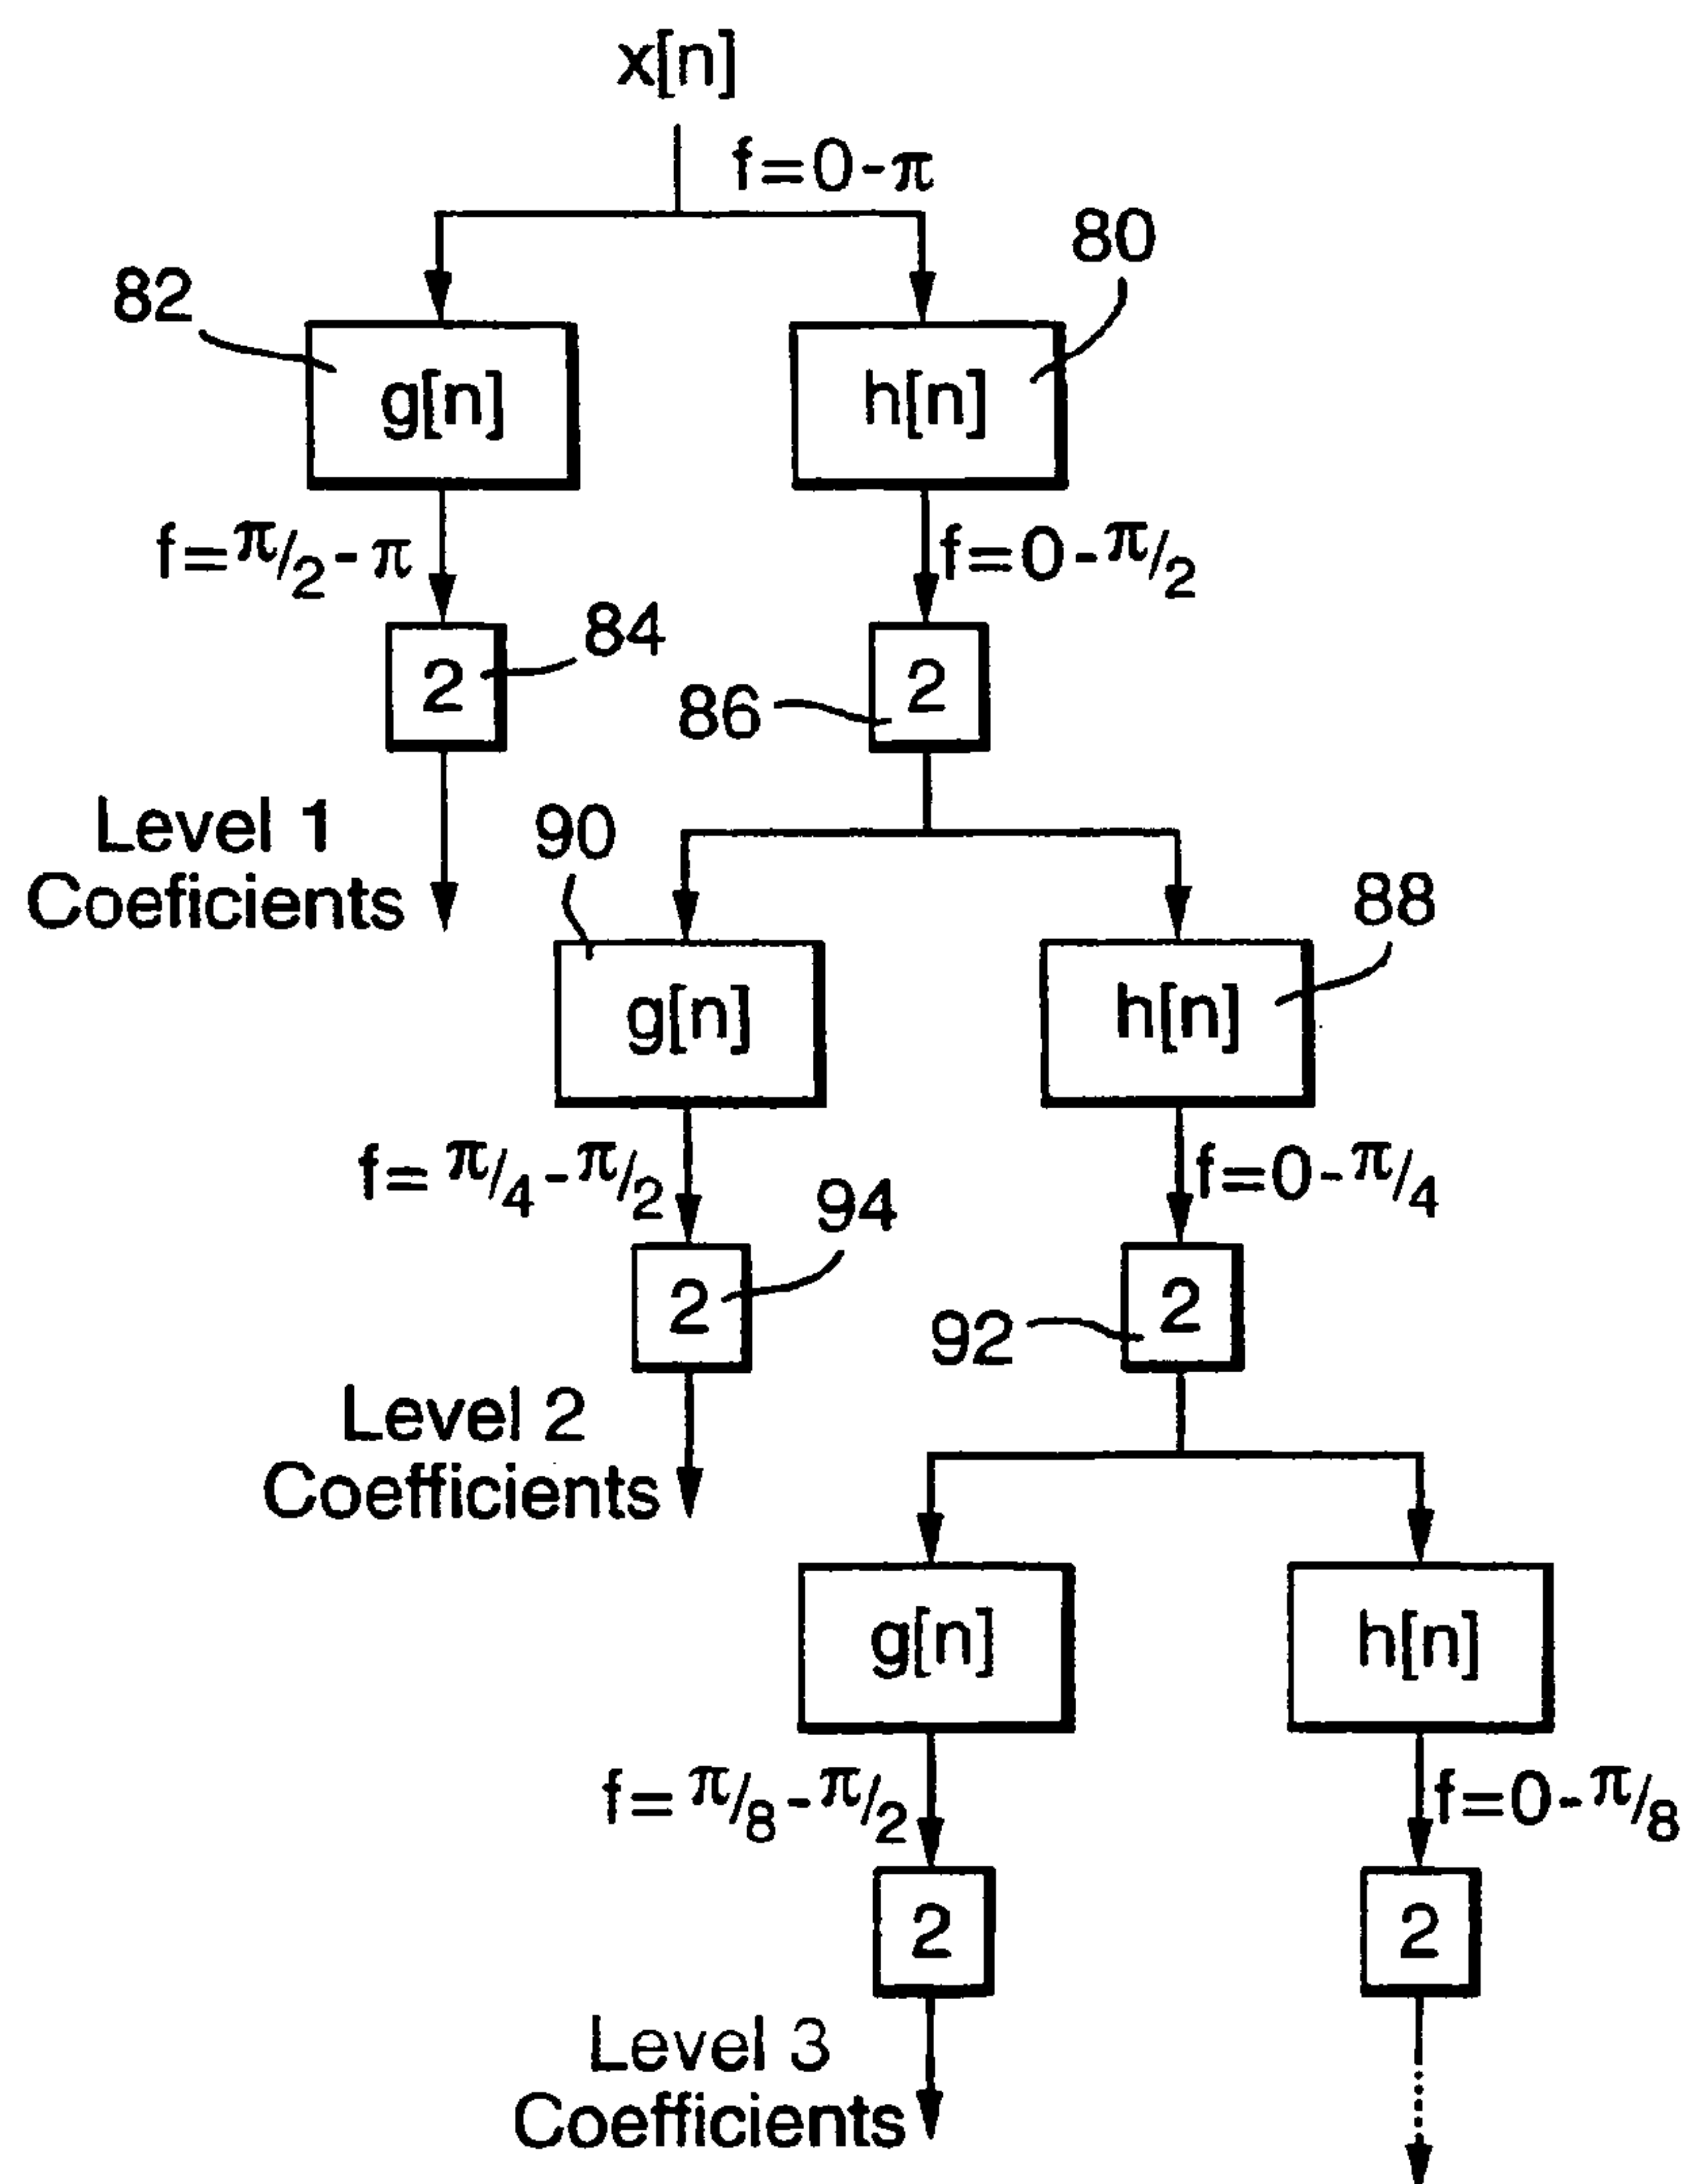 x[n]
f=0-π
80
82
g[n]
h[n]
f=π/2-π
f=0-π/2
84
2
86
2
Level 1
Coeficients
90
88
g[n]
h[n]
f=π/4-π/2
f=0-π/4
94
2
92
2
Level 2
Coefficients
g[n]
h[n]
f=π/8-π/2
f=0-π/8
2
2
Level 3
Coefficients